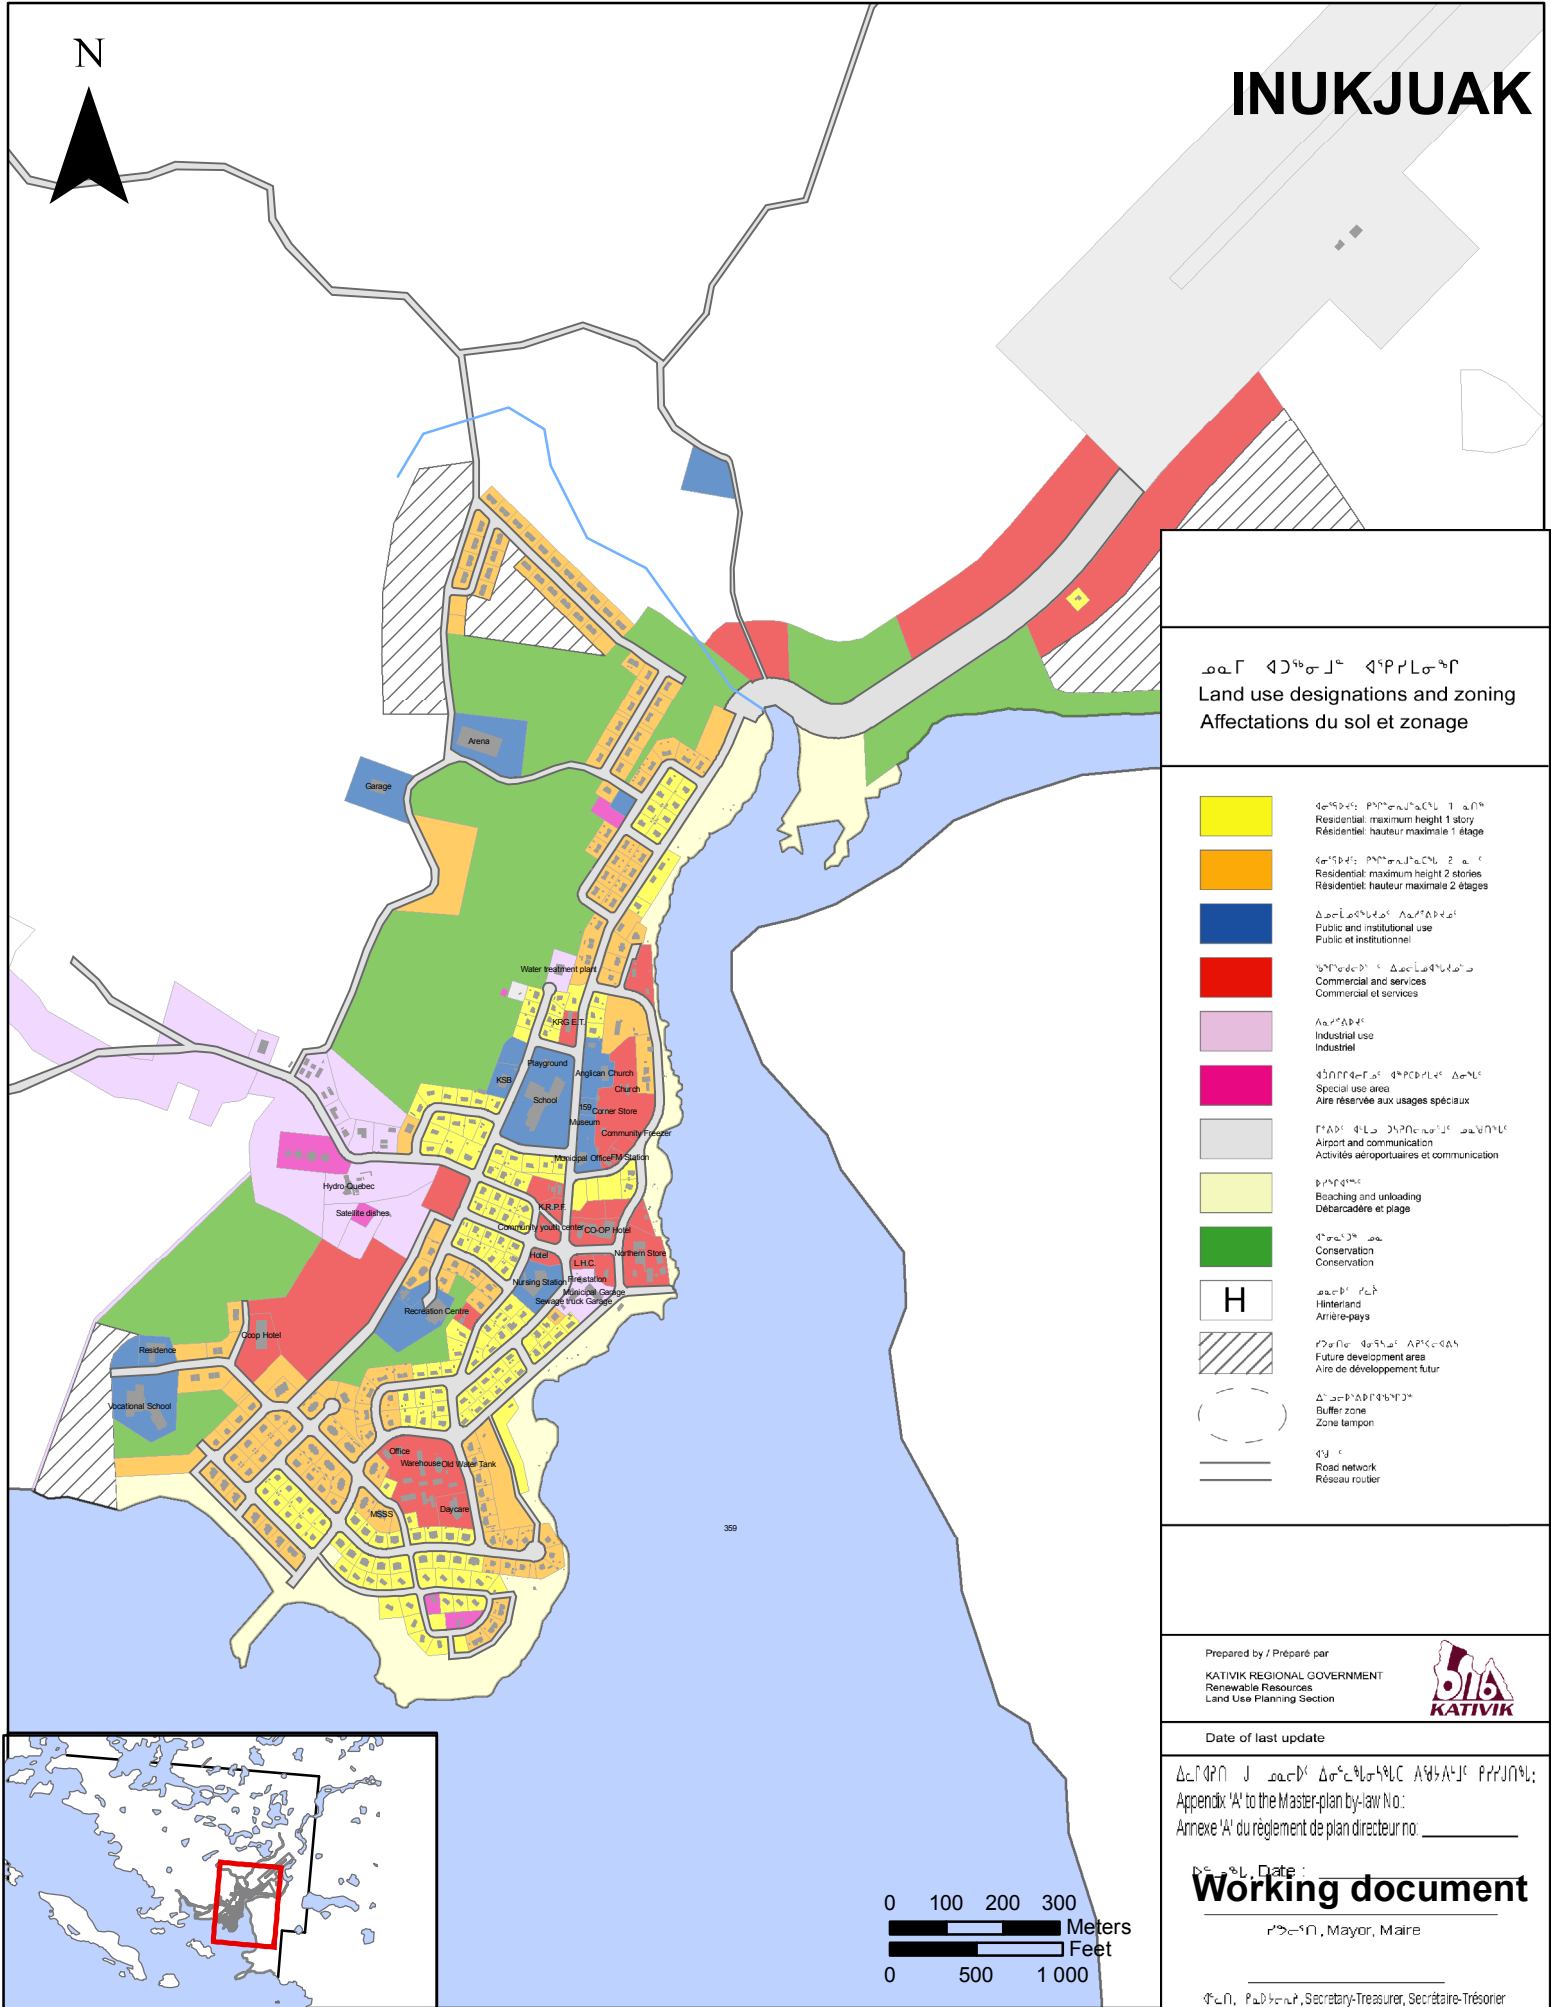 N
INUKJUAK
Arena
Garage
Water treatment plant
KRG E.T.
Playground
KSB
Anglican Church
Church
School
159
Corner Store
Museum
Community Freezer
Municipal Office
FM Station
Hydro-Quebec
Satellite dishes
K.R.P.F.
Community youth center
CO-OP Hotel
Hotel
Northern Store
L.H.C.
Nursing Station
Fire station
Municipal Garage
Sewage truck Garage
Recreation Centre
Coop Hotel
Residence
Vocational School
Office
Warehouse
Old Water Tank
Daycare
MSSS
359
Land use designations and zoning
Affectations du sol et zonage
Residential: maximum height 1 story
Résidentiel: hauteur maximale 1 étage
Residential: maximum height 2 stories
Résidentiel: hauteur maximale 2 étages
Public and institutional use
Public et institutionnel
Commercial and services
Commercial et services
Industrial use
Industriel
Special use area
Aire réservée aux usages spéciaux
Airport and communication
Activités aéroportuaires et communication
Beaching and unloading
Débarcadère et plage
Conservation
Conservation
H
Hinterland
Arrière-pays
Future development area
Aire de développement futur
Buffer zone
Zone tampon
Road network
Réseau routier
Prepared by / Préparé par
KATIVIK REGIONAL GOVERNMENT
Renewable Resources
Land Use Planning Section
KATIVIK
Date of last update
Appendix 'A' to the Master-plan by-law No.:
Annexe 'A' du règlement de plan directeur no:
Date :
Working document
, Mayor, Maire
, Secretary-Treasurer, Secrétaire-Trésorier
0 100 200 300
Meters
Feet
0 500 1 000